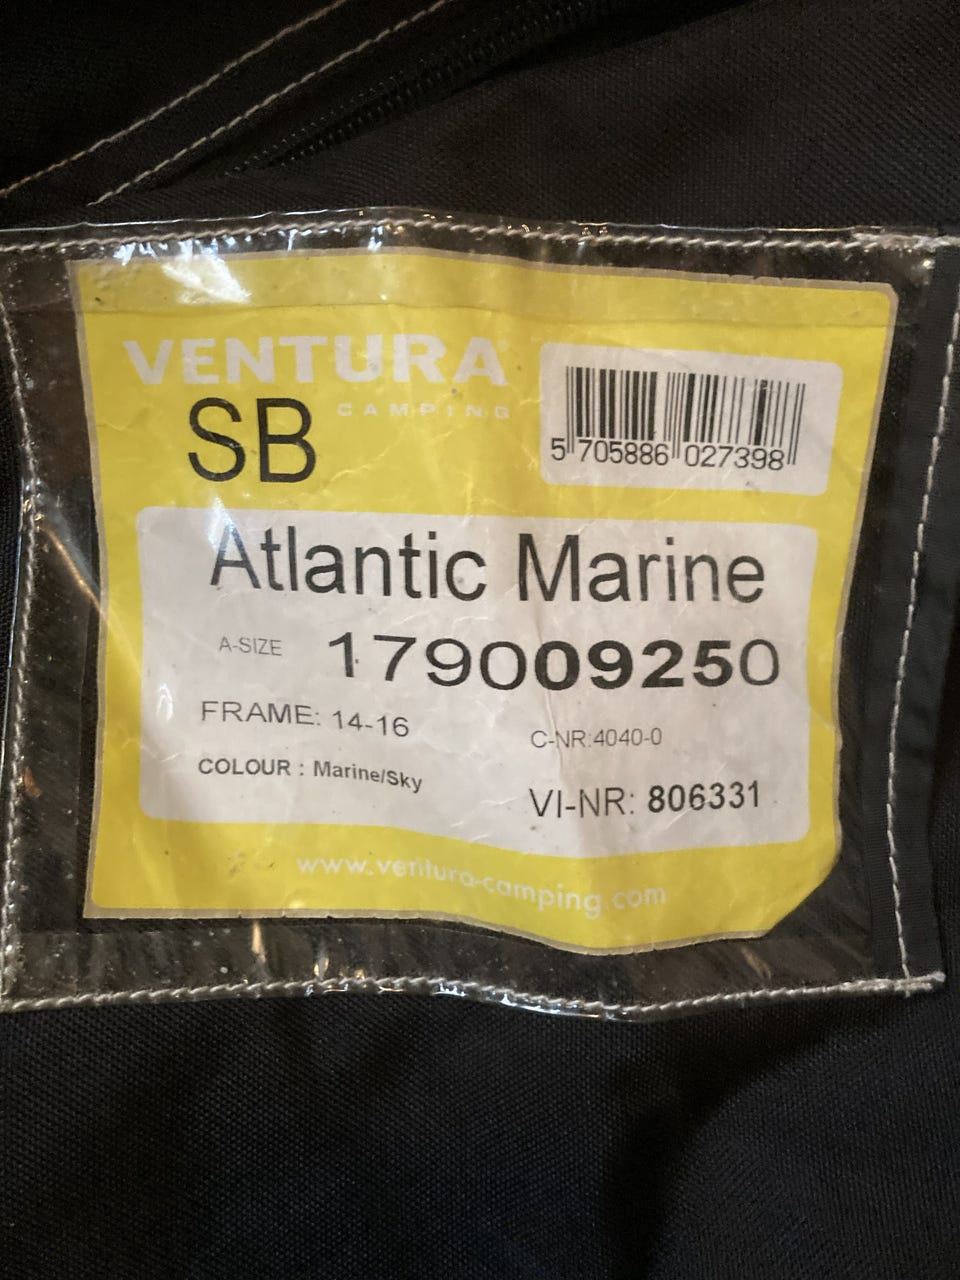 VENTURA
CAMPING
SB
5 705886 027398
Atlantic Marine
A-SIZE 179009250
FRAME: 14-16
C-NR:4040-0
COLOUR : Marine/Sky
VI-NR: 806331
www.ventura-camping.com